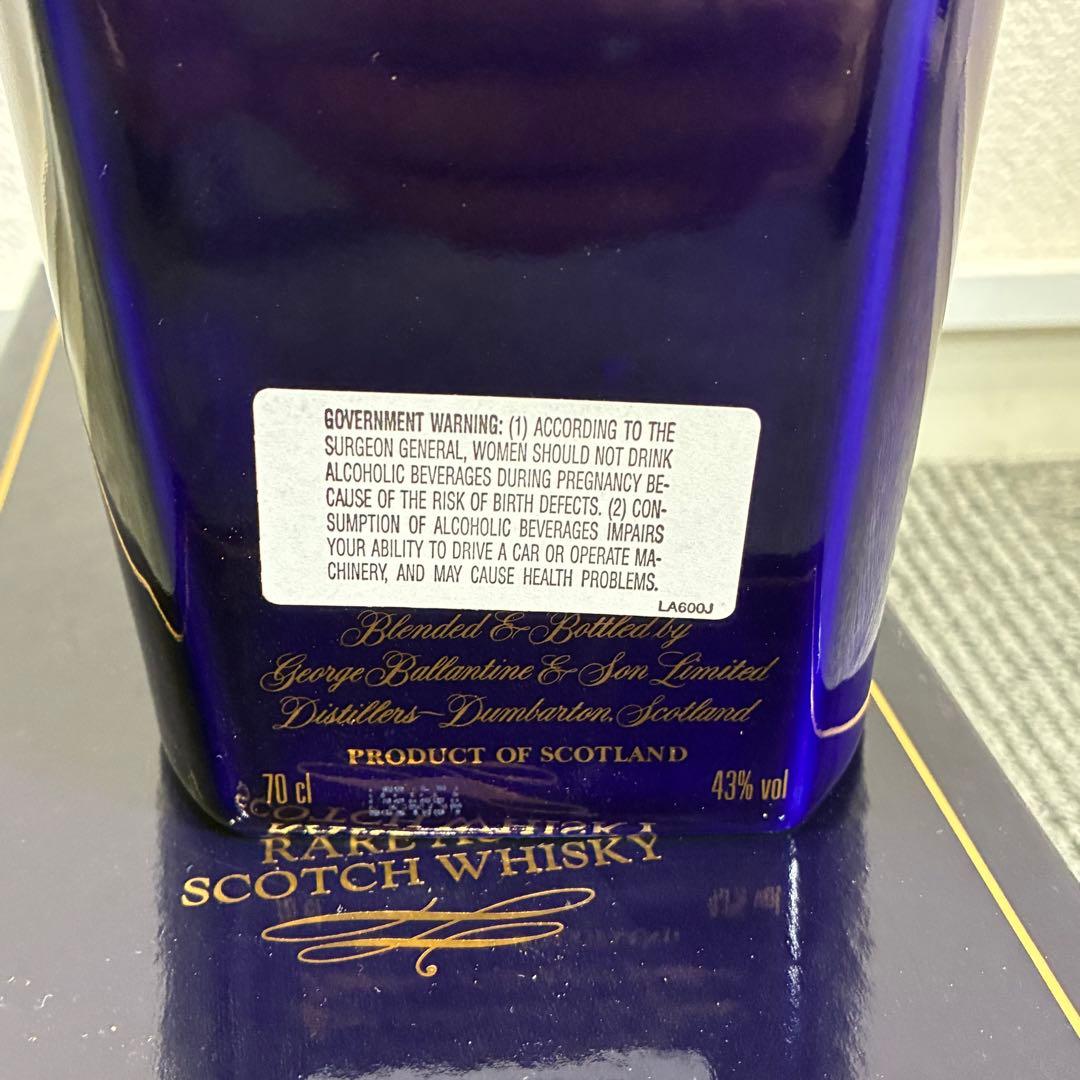 GOVERNMENT WARNING: (1) ACCORDING TO THE
SURGEON GENERAL, WOMEN SHOULD NOT DRINK
ALCOHOLIC BEVERAGES DURING PREGNANCY BE-
CAUSE OF THE RISK OF BIRTH DEFECTS. (2) CON-
SUMPTION OF ALCOHOLIC BEVERAGES IMPAIRS
YOUR ABILITY TO DRIVE A CAR OR OPERATE MA-
CHINERY, AND MAY CAUSE HEALTH PROBLEMS.
LA600J
Blended & Bottled by
George Ballantine & Son Limited
Distillers—Dumbarton, Scotland
PRODUCT OF SCOTLAND
70 cl
43% vol
RARE
SCOTCH WHISKY